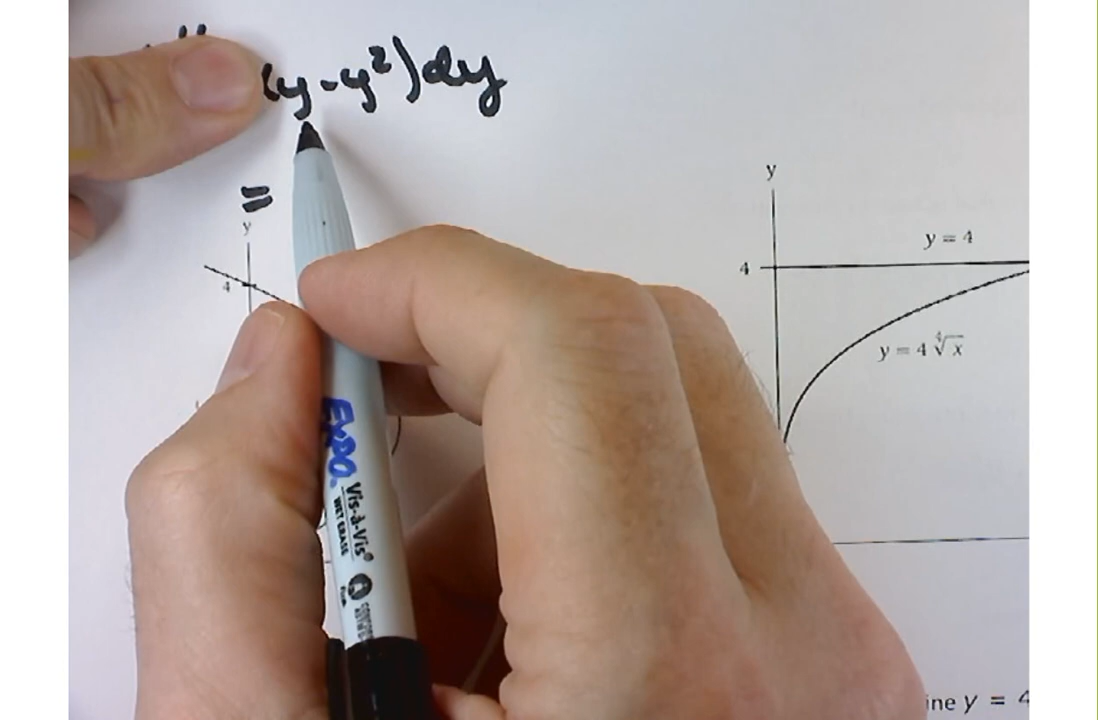 (y-y²)dy
=
y
y
y = 4
4
4
y = 4 ∜x
EXPO.
Vis-à-Vis®
WET ERASE
ine y = 4